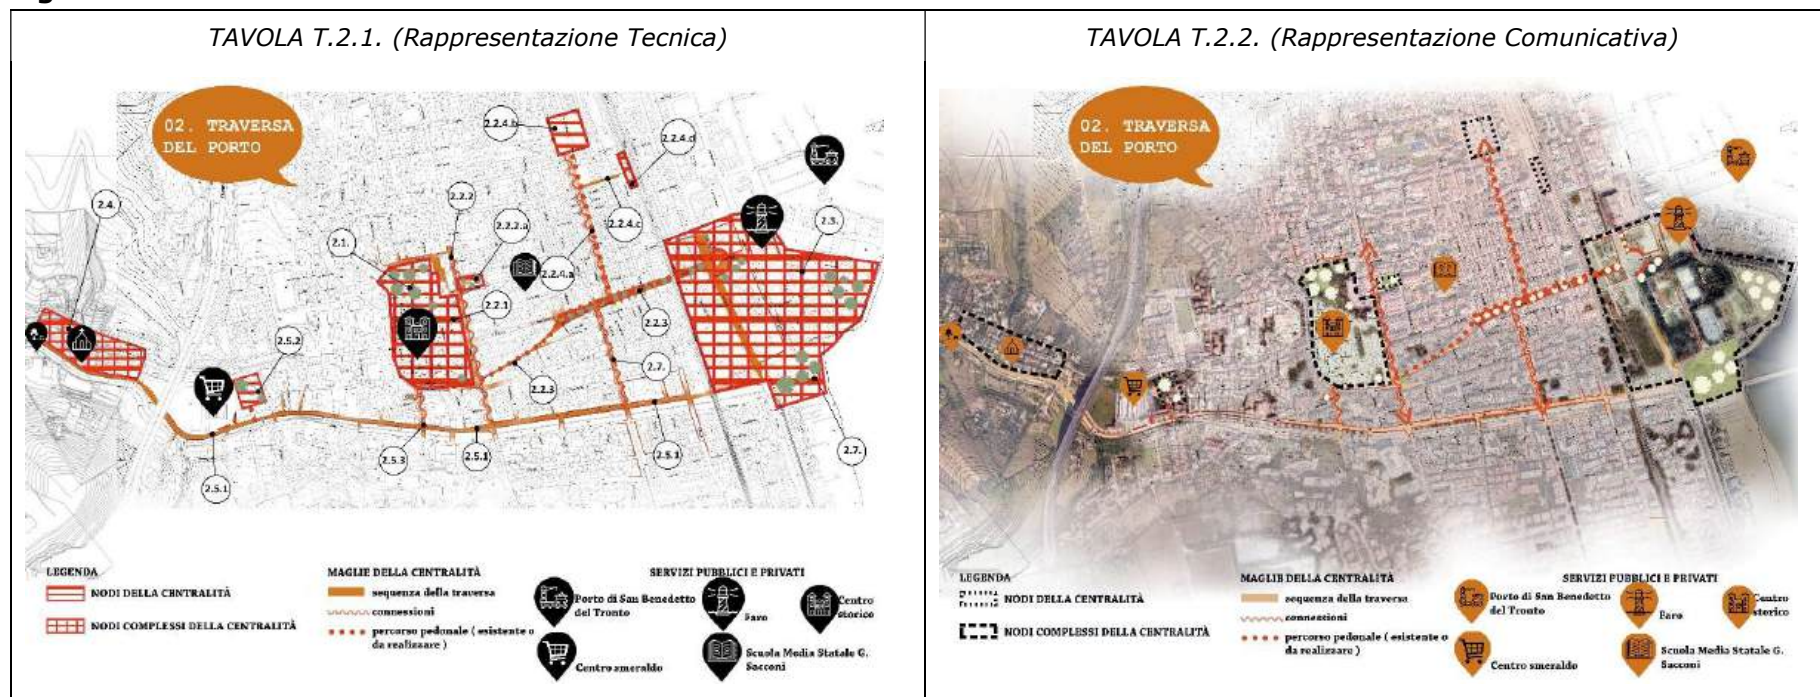 TAVOLA T.2.1. (Rappresentazione Tecnica)
02. TRAVERSA
DEL PORTO
2.2.4.b
2.2.4.d
2.4.
2.2.2
2.1.
2.2.2.a
2.2.4.c
2.3.
2.2.4.a
2.2.1
2.2.3
2.5.2
2.2.3
2.7.
2.5.3
2.5.1
2.5.1
2.7.
2.5.1
LEGENDA
NODI DELLA CENTRALITÀ
NODI COMPLESSI DELLA CENTRALITÀ
MAGLIE DELLA CENTRALITÀ
sequenza della traversa
connessioni
percorso pedonale ( esistente o
da realizzare )
SERVIZI PUBBLICI E PRIVATI
Porto di San Benedetto
del Tronto
Faro
Centro
storico
Centro smeraldo
Scuola Media Statale G.
Sacconi
TAVOLA T.2.2. (Rappresentazione Comunicativa)
02. TRAVERSA
DEL PORTO
LEGENDA
NODI DELLA CENTRALITÀ
NODI COMPLESSI DELLA CENTRALITÀ
MAGLIE DELLA CENTRALITÀ
sequenza della traversa
connessioni
percorso pedonale ( esistente o
da realizzare )
SERVIZI PUBBLICI E PRIVATI
Porto di San Benedetto
del Tronto
Faro
Centro
storico
Centro smeraldo
Scuola Media Statale G.
Sacconi